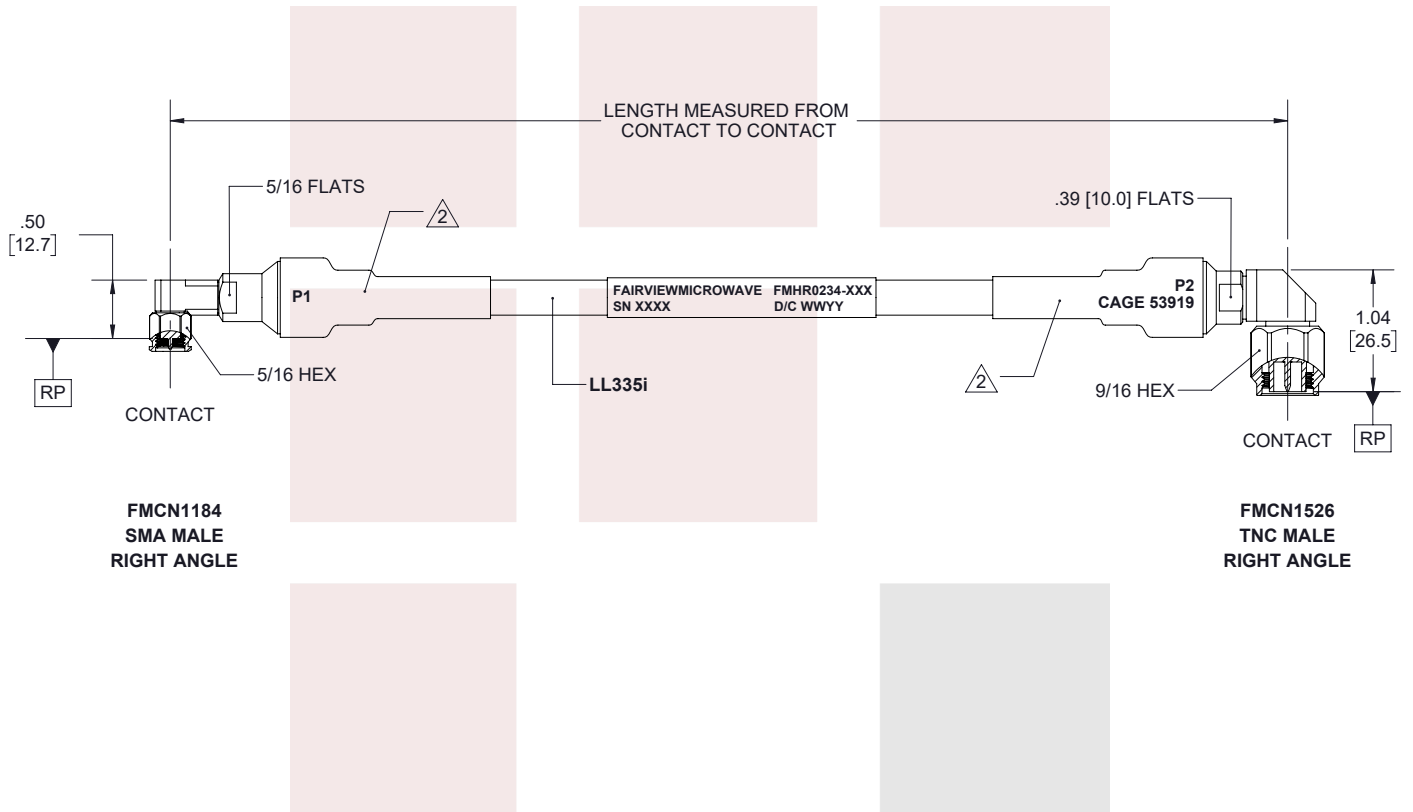 LENGTH MEASURED FROM
CONTACT TO CONTACT
5/16 FLATS
2
.39 [10.0] FLATS
.50
[12.7]
P1
FAIRVIEWMICROWAVE FMHR0234-XXX
SN XXXX D/C WWYY
P2
CAGE 53919
1.04
[26.5]
5/16 HEX
LL335i
2
9/16 HEX
RP
CONTACT
CONTACT
RP
FMCN1184
SMA MALE
RIGHT ANGLE
FMCN1526
TNC MALE
RIGHT ANGLE